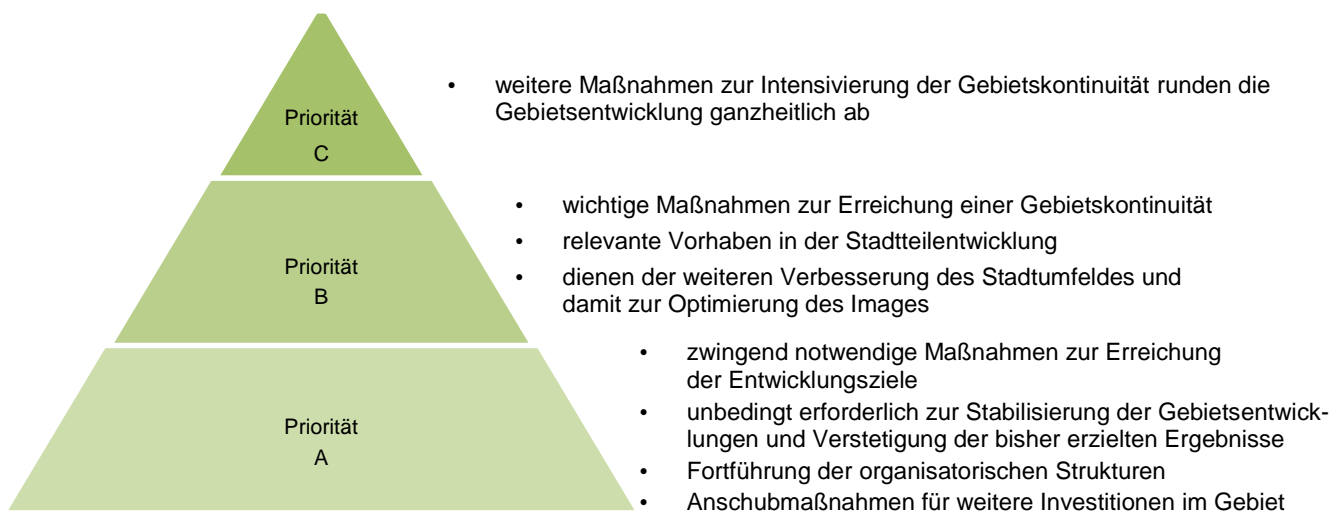 Priorität
C
• weitere Maßnahmen zur Intensivierung der Gebietskontinuität runden die
Gebietsentwicklung ganzheitlich ab
Priorität
B
• wichtige Maßnahmen zur Erreichung einer Gebietskontinuität
• relevante Vorhaben in der Stadtteilentwicklung
• dienen der weiteren Verbesserung des Stadtumfeldes und
damit zur Optimierung des Images
Priorität
A
• zwingend notwendige Maßnahmen zur Erreichung
der Entwicklungsziele
• unbedingt erforderlich zur Stabilisierung der Gebietsentwick-
lungen und Verstetigung der bisher erzielten Ergebnisse
• Fortführung der organisatorischen Strukturen
• Anschubmaßnahmen für weitere Investitionen im Gebiet